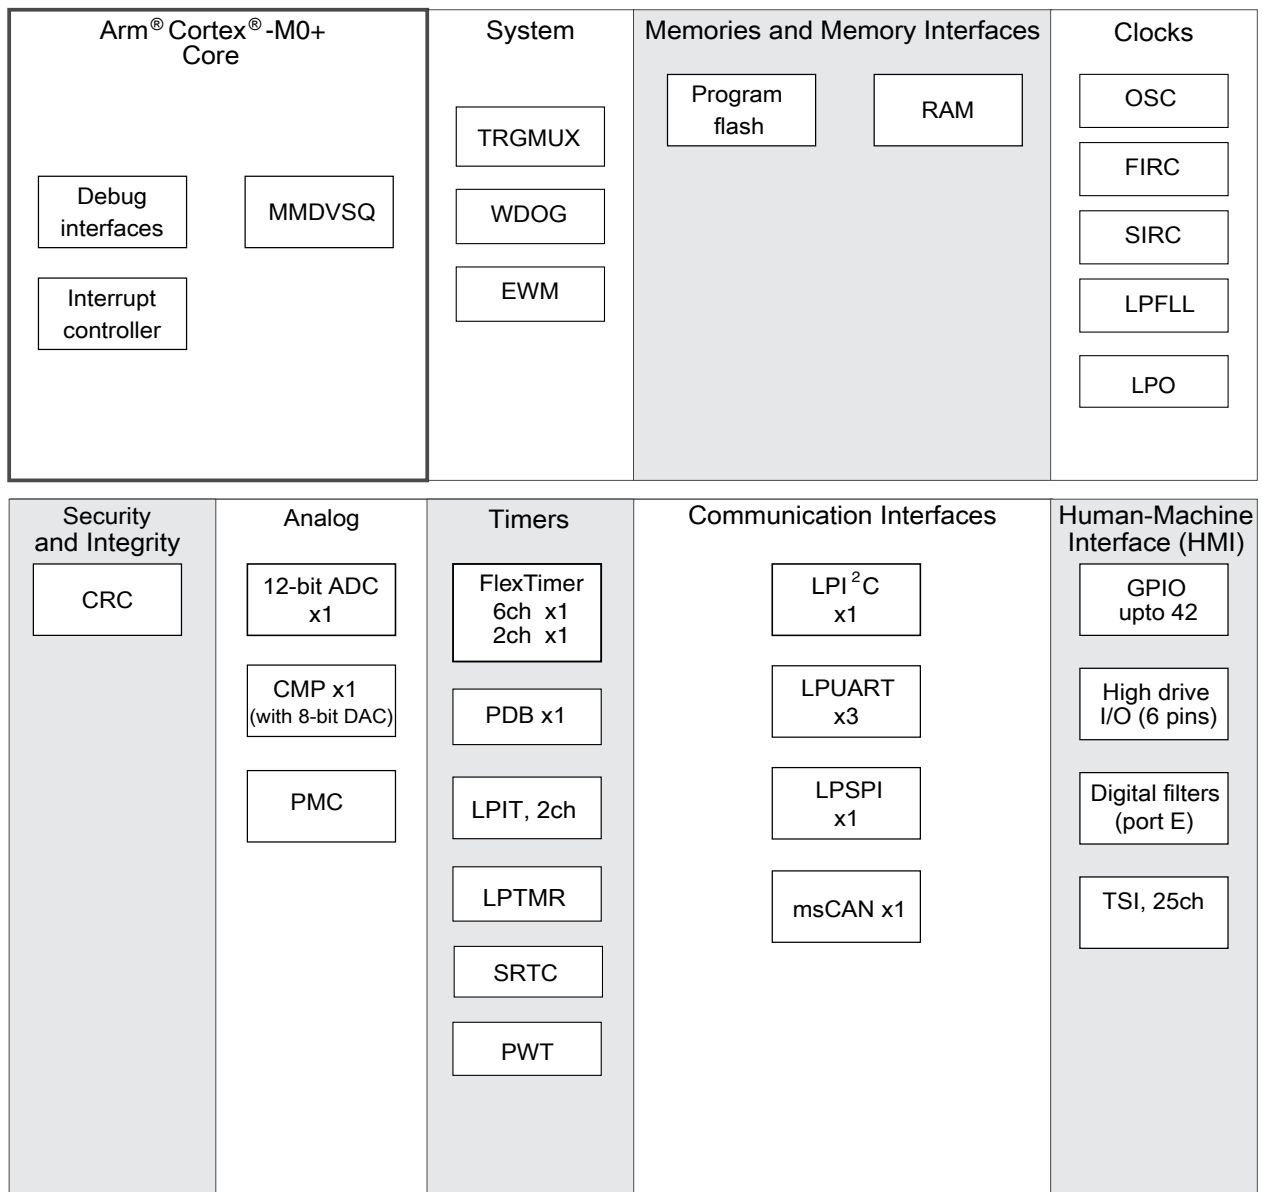 Arm® Cortex®-M0+
Core
Debug
interfaces
MMDVSQ
Interrupt
controller
System
TRGMUX
WDOG
EWM
Memories and Memory Interfaces
Program
flash
RAM
Clocks
OSC
FIRC
SIRC
LPFLL
LPO
Security
and Integrity
CRC
Analog
12-bit ADC
x1
CMP x1
(with 8-bit DAC)
PMC
Timers
FlexTimer
6ch x1
2ch x1
PDB x1
LPIT, 2ch
LPTMR
SRTC
PWT
Communication Interfaces
LPI²C
x1
LPUART
x3
LPSPI
x1
msCAN x1
Human-Machine
Interface (HMI)
GPIO
upto 42
High drive
I/O (6 pins)
Digital filters
(port E)
TSI, 25ch